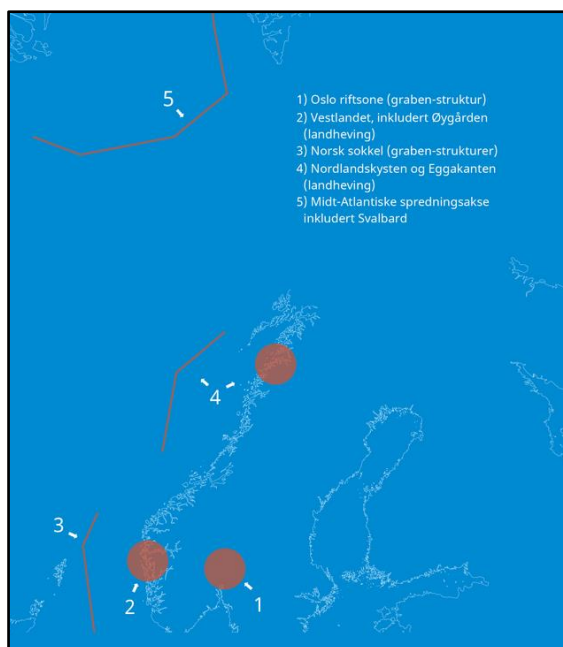 5
1) Oslo riftsone (graben-struktur)
2) Vestlandet, inkludert Øygården
(landheving)
3) Norsk sokkel (graben-strukturer)
4) Nordlandskysten og Eggakanten
(landheving)
5) Midt-Atlantiske spredningsakse
inkludert Svalbard
4
3
2
1